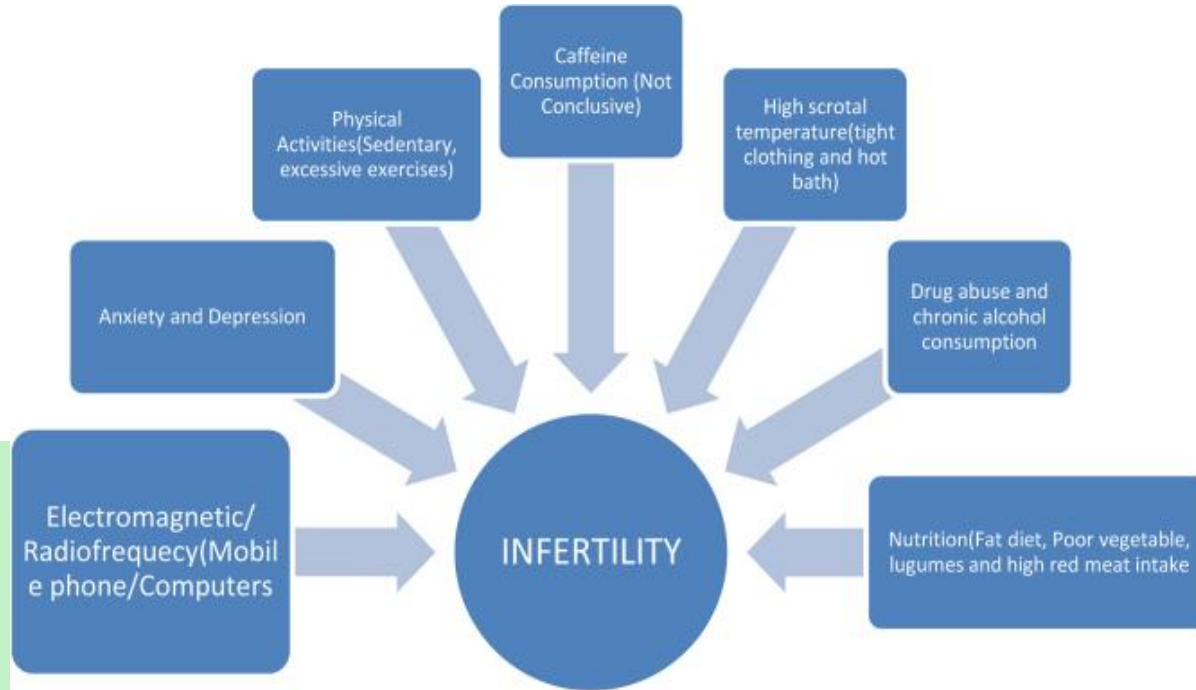 Caffeine
Consumption (Not
Conclusive)
Physical
Activities(Sedentary,
excessive exercises)
High scrotal
temperature(tight
clothing and hot
bath)
Anxiety and Depression
Drug abuse and
chronic alcohol
consumption
Electromagnetic/
Radiofrequecy(Mobil
e phone/Computers
INFERTILITY
Nutrition(Fat diet, Poor vegetable,
lugumes and high red meat intake